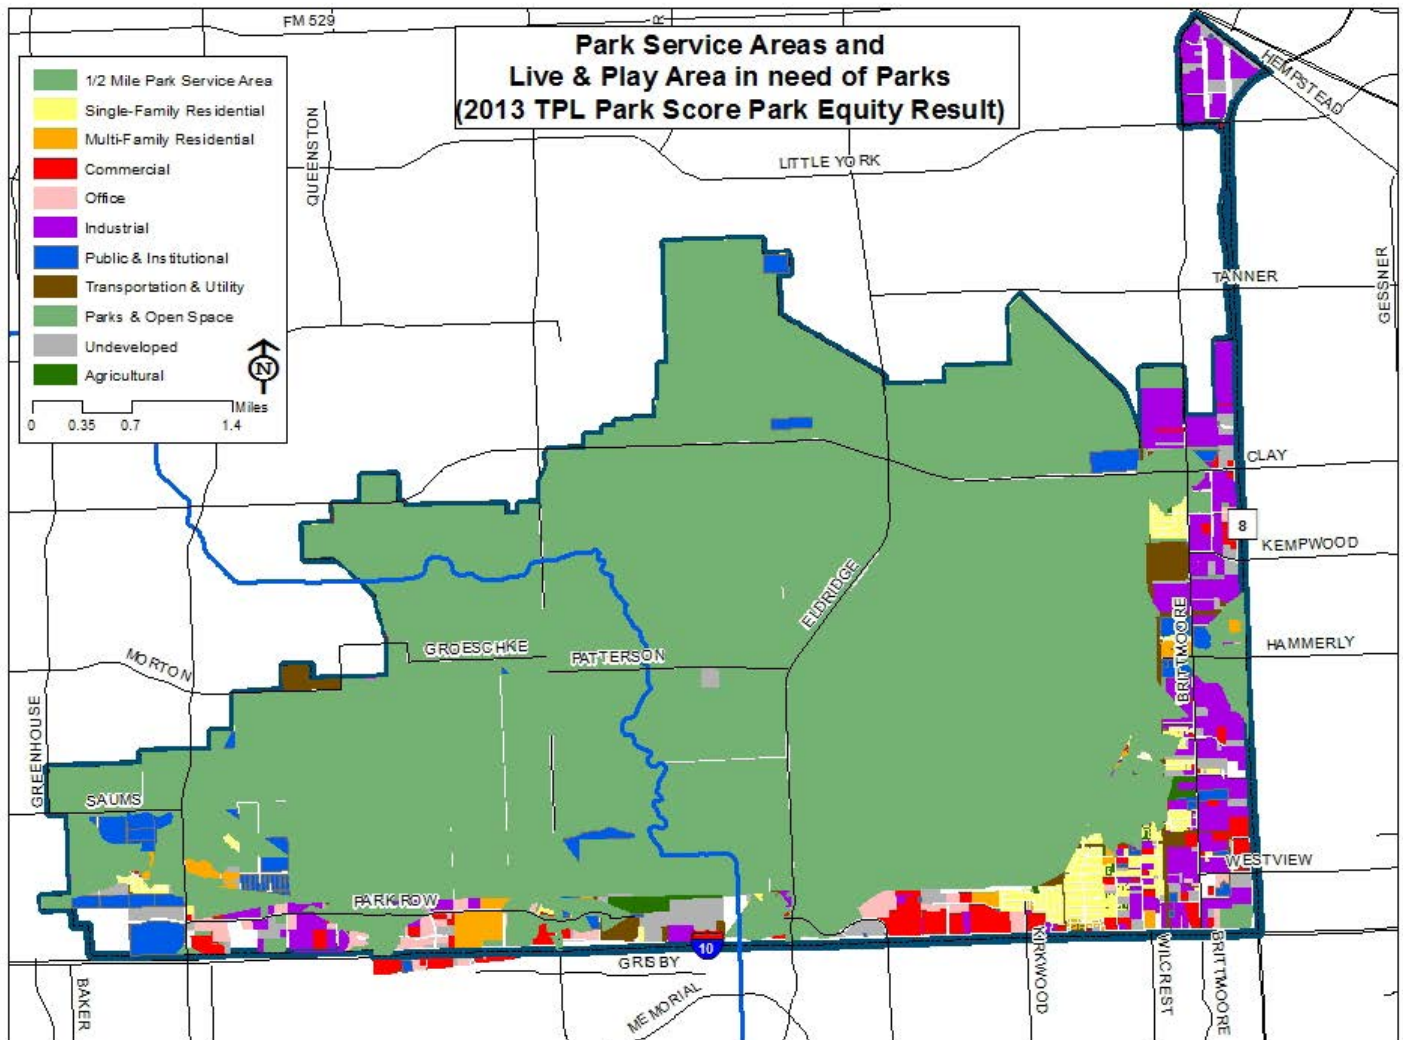 FM 529
R
Park Service Areas and
Live & Play Area in need of Parks
(2013 TPL Park Score Park Equity Result)
HEMPSTEAD
1/2 Mile Park Service Area
Single-Family Residential
Multi-Family Residential
Commercial
Office
Industrial
Public & Institutional
Transportation & Utility
Parks & Open Space
Undeveloped
Agricultural
N
Miles
0 0.35 0.7 1.4
QUEENSTON
LITTLE YORK
TANNER
GESSNER
CLAY
8
KEMPWOOD
ELDRIDGE
BRITTMOORE
HAMMERLY
GROESCHKE
PATTERSON
MORTON
GREENHOUSE
SAUMS
WESTVIEW
PARK ROW
10
GRISBY
MEMORIAL
BAKER
KIRKWOOD
WILCREST
BRITTMOORE